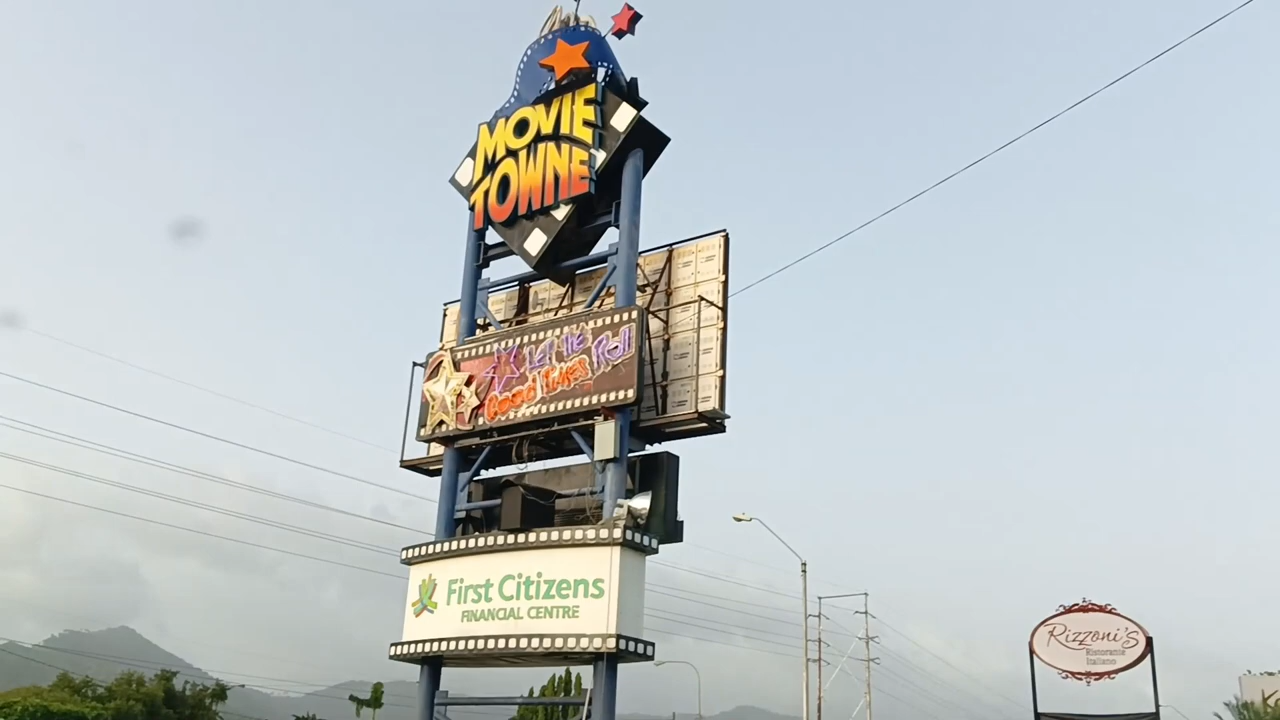 MOVIE
TOWNE
Let the
Good Times Roll
First Citizens
FINANCIAL CENTRE
Rizzoni's
Ristorante
Italiano